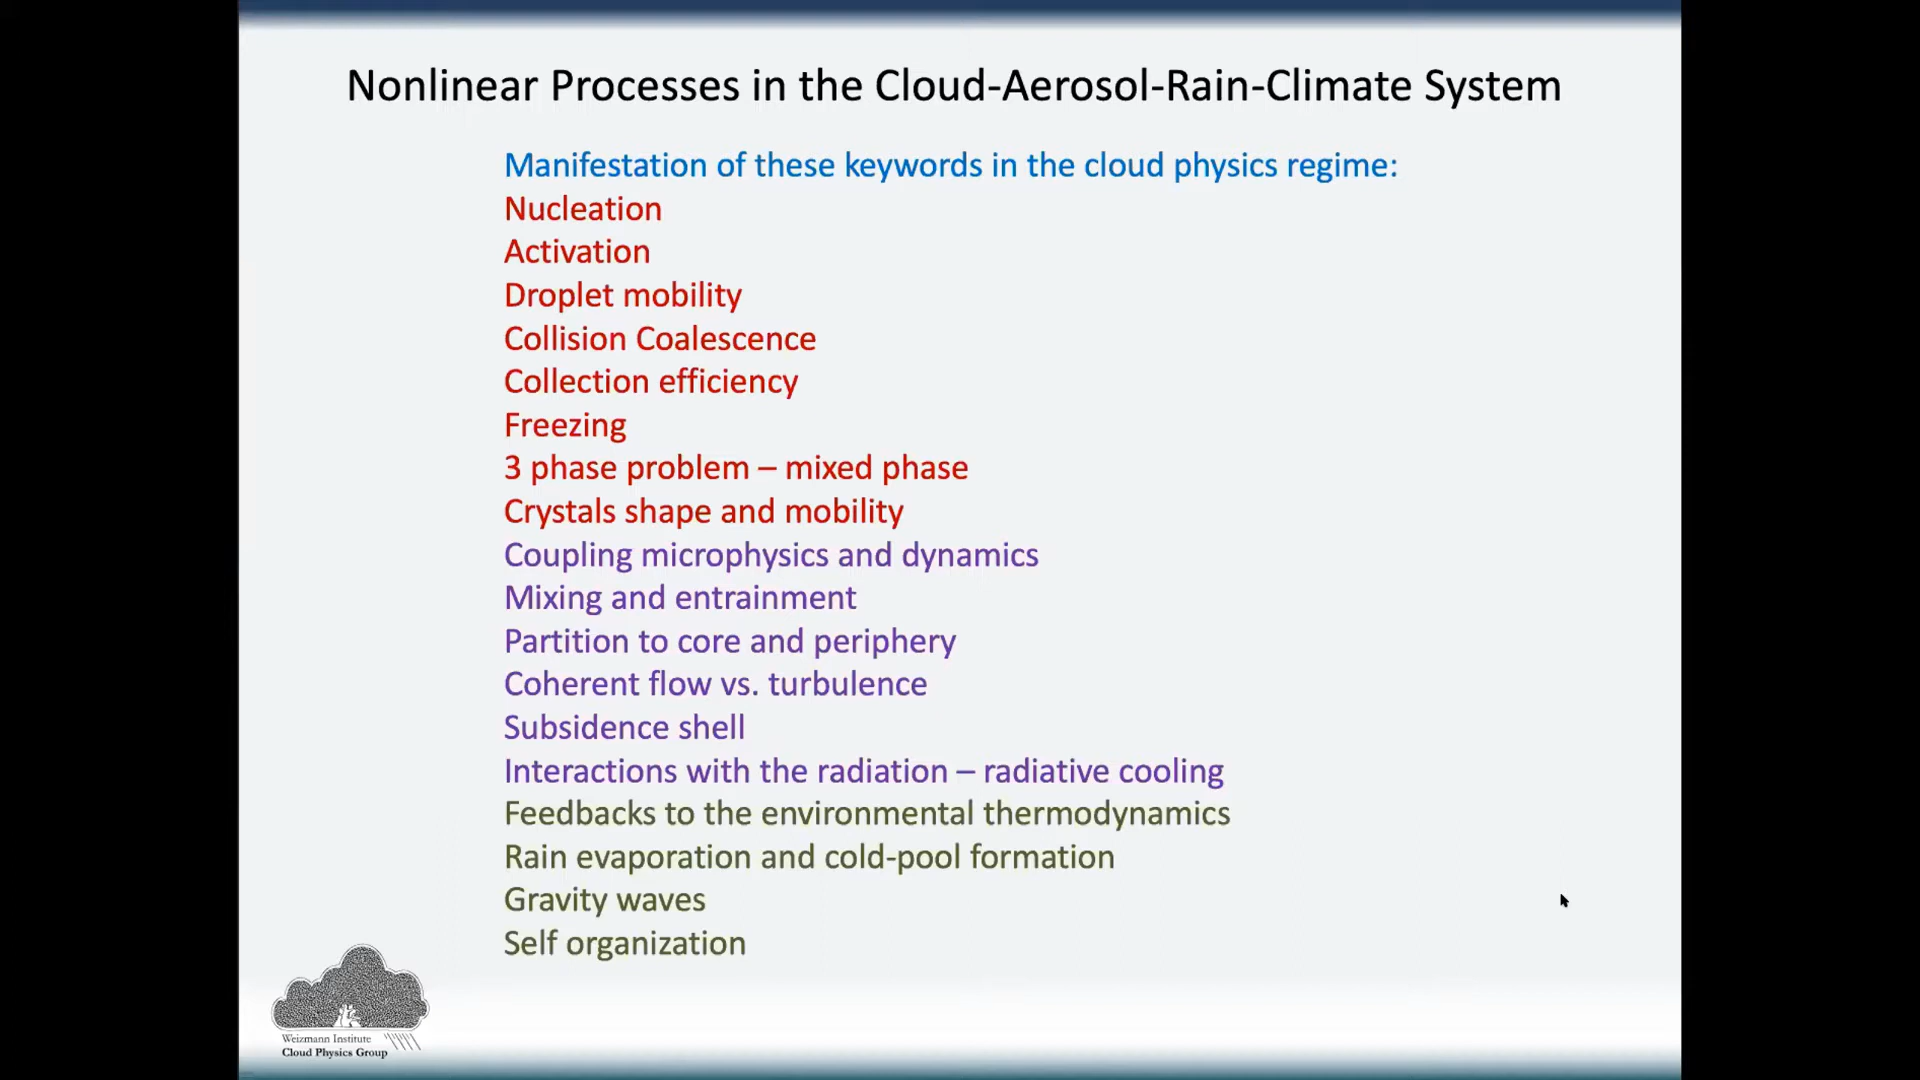 Nonlinear Processes in the Cloud-Aerosol-Rain-Climate System
Manifestation of these keywords in the cloud physics regime:
Nucleation
Activation
Droplet mobility
Collision Coalescence
Collection efficiency
Freezing
3 phase problem – mixed phase
Crystals shape and mobility
Coupling microphysics and dynamics
Mixing and entrainment
Partition to core and periphery
Coherent flow vs. turbulence
Subsidence shell
Interactions with the radiation – radiative cooling
Feedbacks to the environmental thermodynamics
Rain evaporation and cold-pool formation
Gravity waves
Self organization
Weizmann Institute
Cloud Physics Group